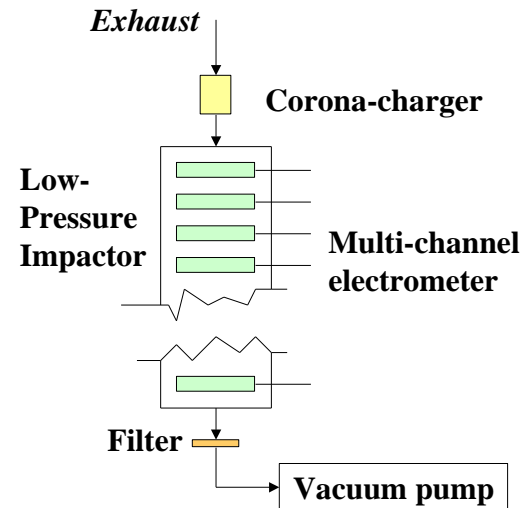 Exhaust
Corona-charger
Low-
Pressure
Impactor
Multi-channel
electrometer
Filter
Vacuum pump